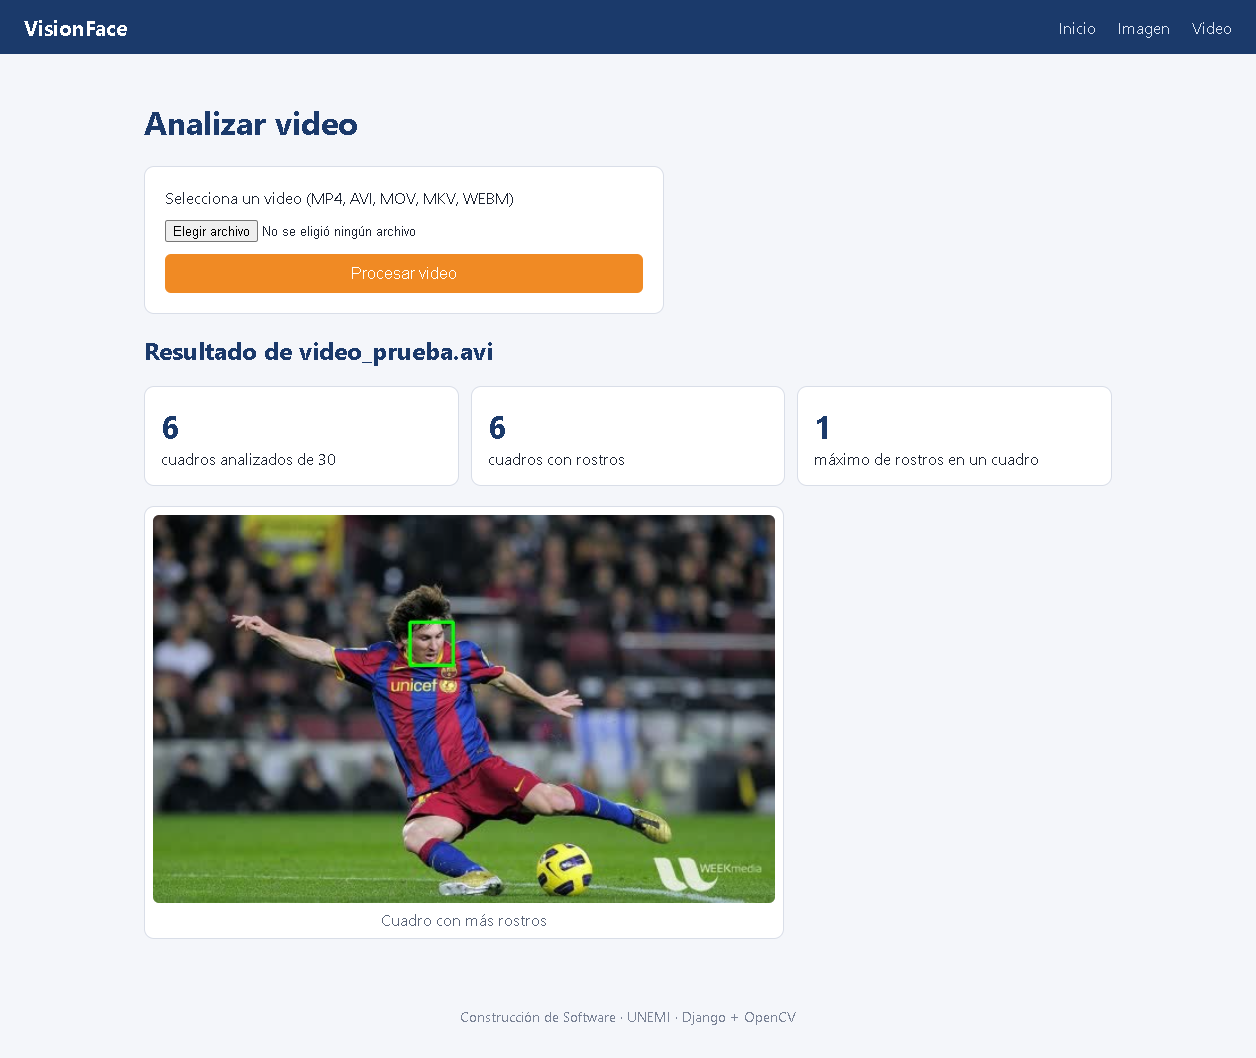 VisionFace
Inicio Imagen Video
Analizar video
Selecciona un video (MP4, AVI, MOV, MKV, WEBM)
Elegir archivo No se eligió ningún archivo
Procesar video
Resultado de video_prueba.avi
6
cuadros analizados de 30
6
cuadros con rostros
1
máximo de rostros en un cuadro
unicef
WEEKmedia
Cuadro con más rostros
Construcción de Software · UNEMI · Django + OpenCV